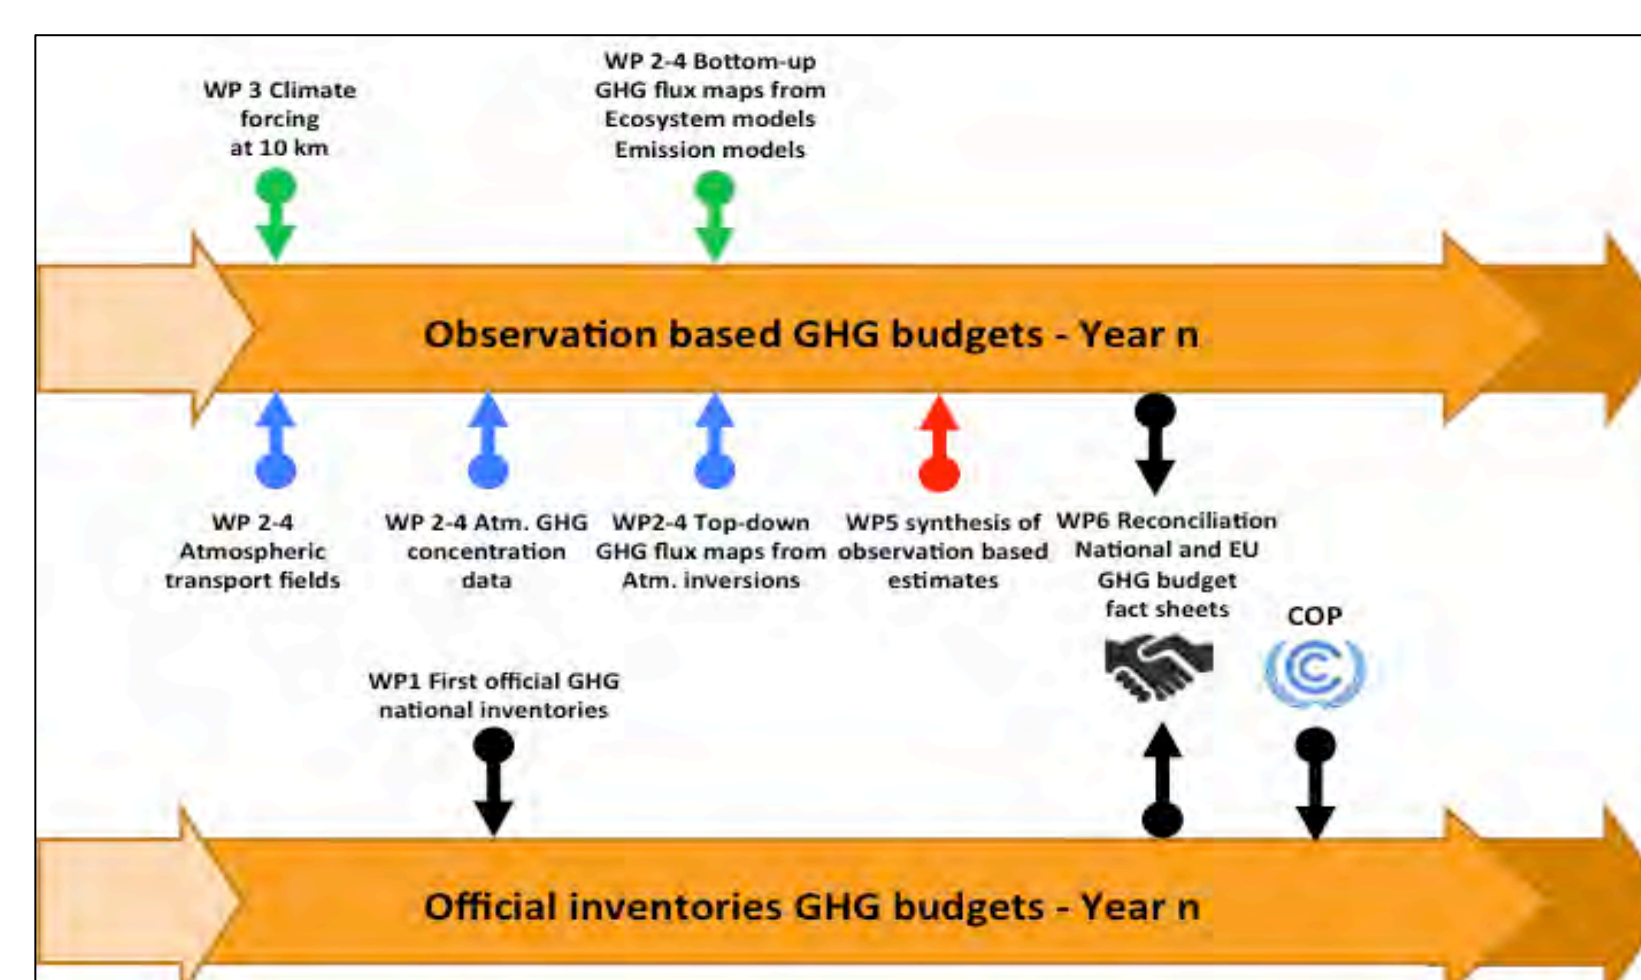 WP 3 Climate
forcing
at 10 km
WP 2-4 Bottom-up
GHG flux maps from
Ecosystem models
Emission models
Observation based GHG budgets - Year n
WP 2-4
Atmospheric
transport fields
WP 2-4 Atm. GHG
concentration
data
WP2-4 Top-down
GHG flux maps from
Atm. inversions
WP5 synthesis of
observation based
estimates
WP6 Reconciliation
National and EU
GHG budget
fact sheets
COP
WP1 First official GHG
national inventories
Official inventories GHG budgets - Year n